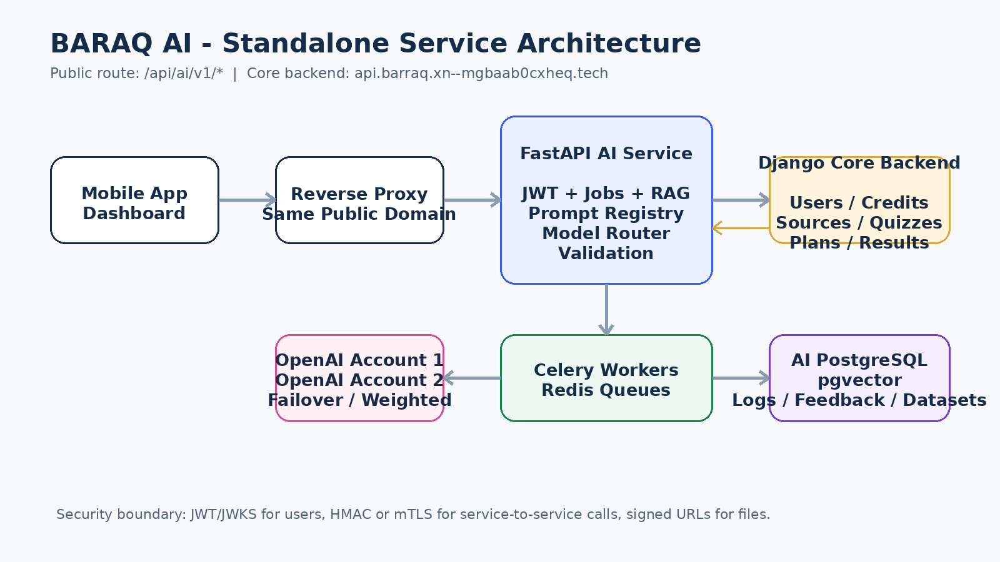 BARAQ AI - Standalone Service Architecture
Public route: /api/ai/v1/* | Core backend: api.barraq.xn--mgbaab0cxheq.tech
Mobile App
Dashboard
Reverse Proxy
Same Public Domain
FastAPI AI Service
JWT + Jobs + RAG
Prompt Registry
Model Router
Validation
Django Core Backend
Users / Credits
Sources / Quizzes
Plans / Results
OpenAI Account 1
OpenAI Account 2
Failover / Weighted
Celery Workers
Redis Queues
AI PostgreSQL
pgvector
Logs / Feedback / Datasets
Security boundary: JWT/JWKS for users, HMAC or mTLS for service-to-service calls, signed URLs for files.